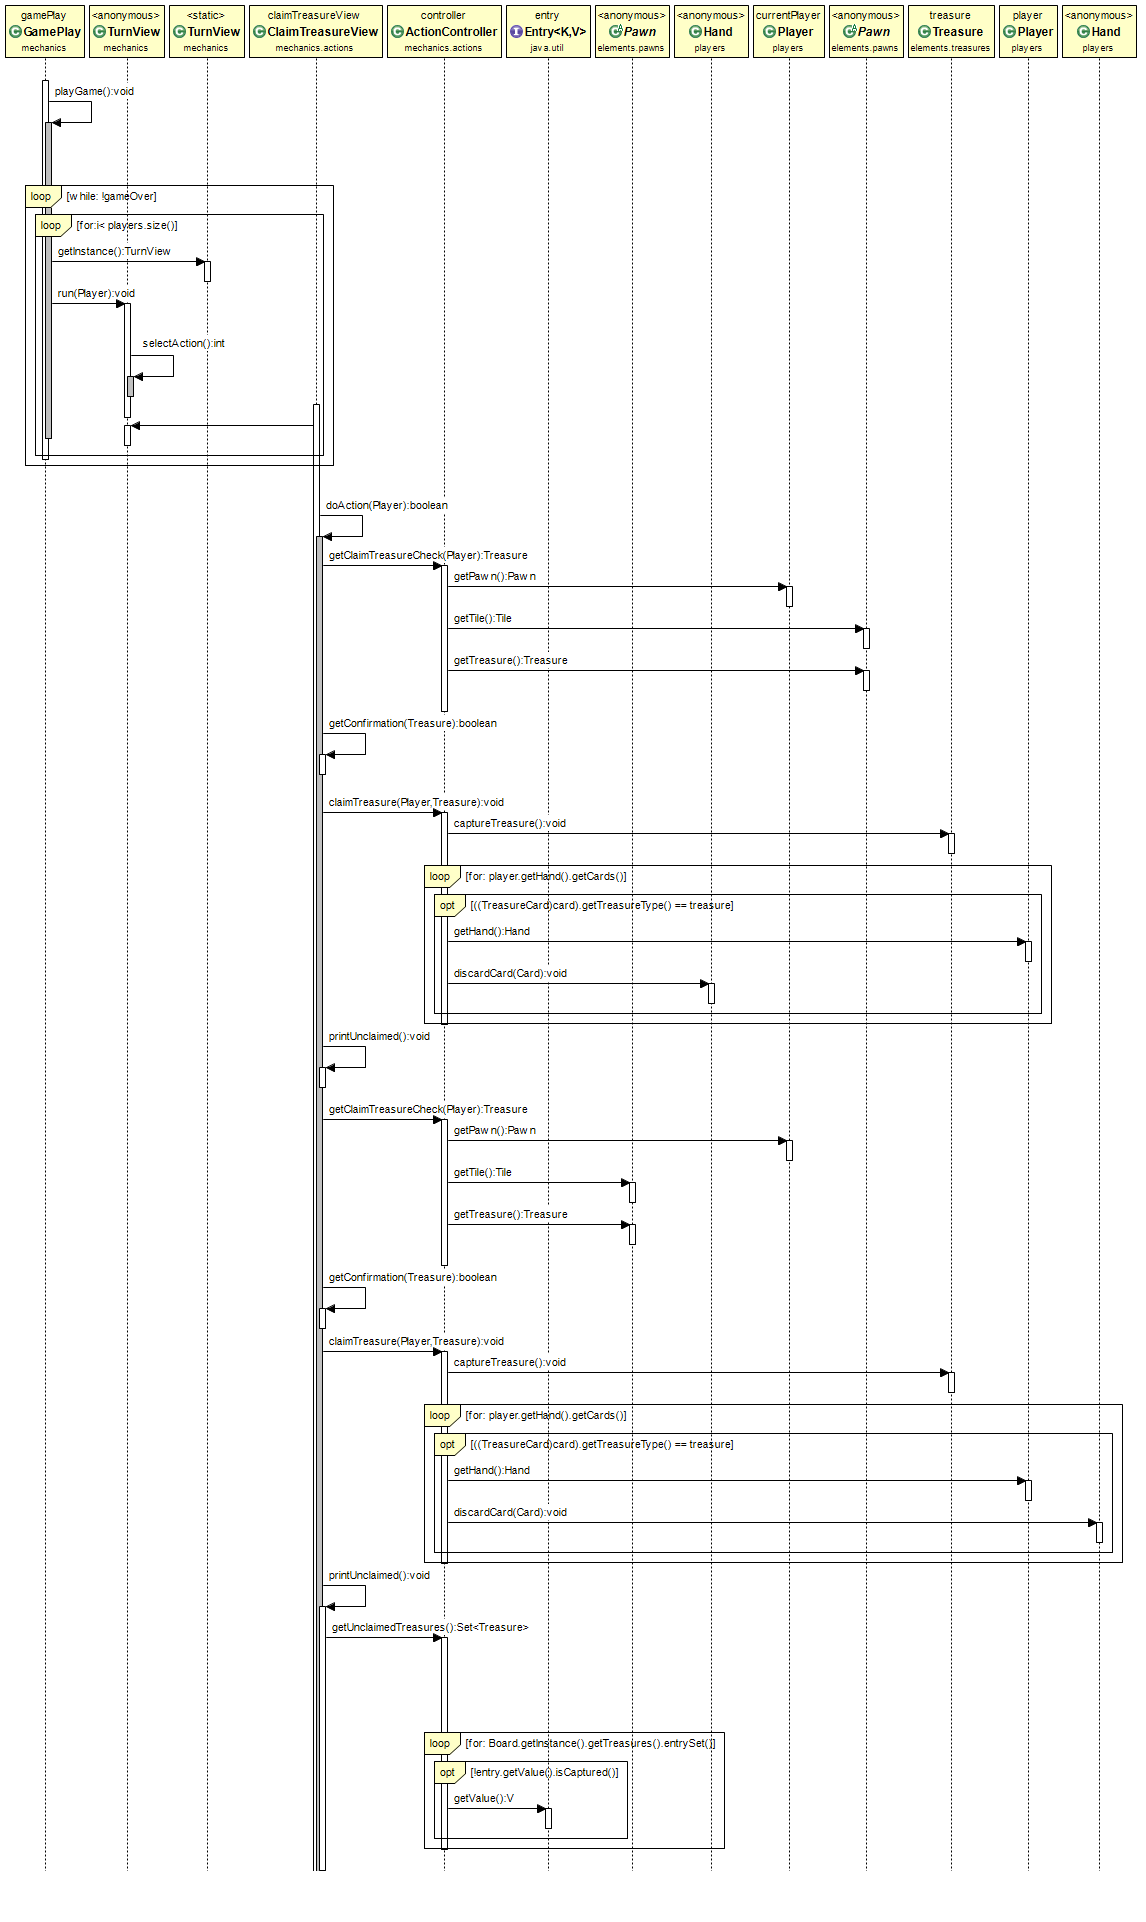 gamePlay
GamePlay
mechanics
<anonymous>
TurnView
mechanics
<static>
TurnView
mechanics
claimTreasureView
ClaimTreasureView
mechanics.actions
controller
ActionController
mechanics.actions
entry
Entry<K,V>
java.util
<anonymous>
Pawn
elements.pawns
<anonymous>
Hand
players
currentPlayer
Player
players
<anonymous>
Pawn
elements.pawns
treasure
Treasure
elements.treasures
player
Player
players
<anonymous>
Hand
players
playGame():void
loop [while: !gameOver]
loop [for:i< players.size()]
getInstance():TurnView
run(Player):void
selectAction():int
doAction(Player):boolean
getClaimTreasureCheck(Player):Treasure
getPawn():Pawn
getTile():Tile
getTreasure():Treasure
getConfirmation(Treasure):boolean
claimTreasure(Player,Treasure):void
captureTreasure():void
loop [for: player.getHand().getCards()]
opt [((TreasureCard)card).getTreasureType() == treasure]
getHand():Hand
discardCard(Card):void
printUnclaimed():void
getClaimTreasureCheck(Player):Treasure
getPawn():Pawn
getTile():Tile
getTreasure():Treasure
getConfirmation(Treasure):boolean
claimTreasure(Player,Treasure):void
captureTreasure():void
loop [for: player.getHand().getCards()]
opt [((TreasureCard)card).getTreasureType() == treasure]
getHand():Hand
discardCard(Card):void
printUnclaimed():void
getUnclaimedTreasures():Set<Treasure>
loop [for: Board.getInstance().getTreasures().entrySet()]
opt [!entry.getValue().isCaptured()]
getValue():V